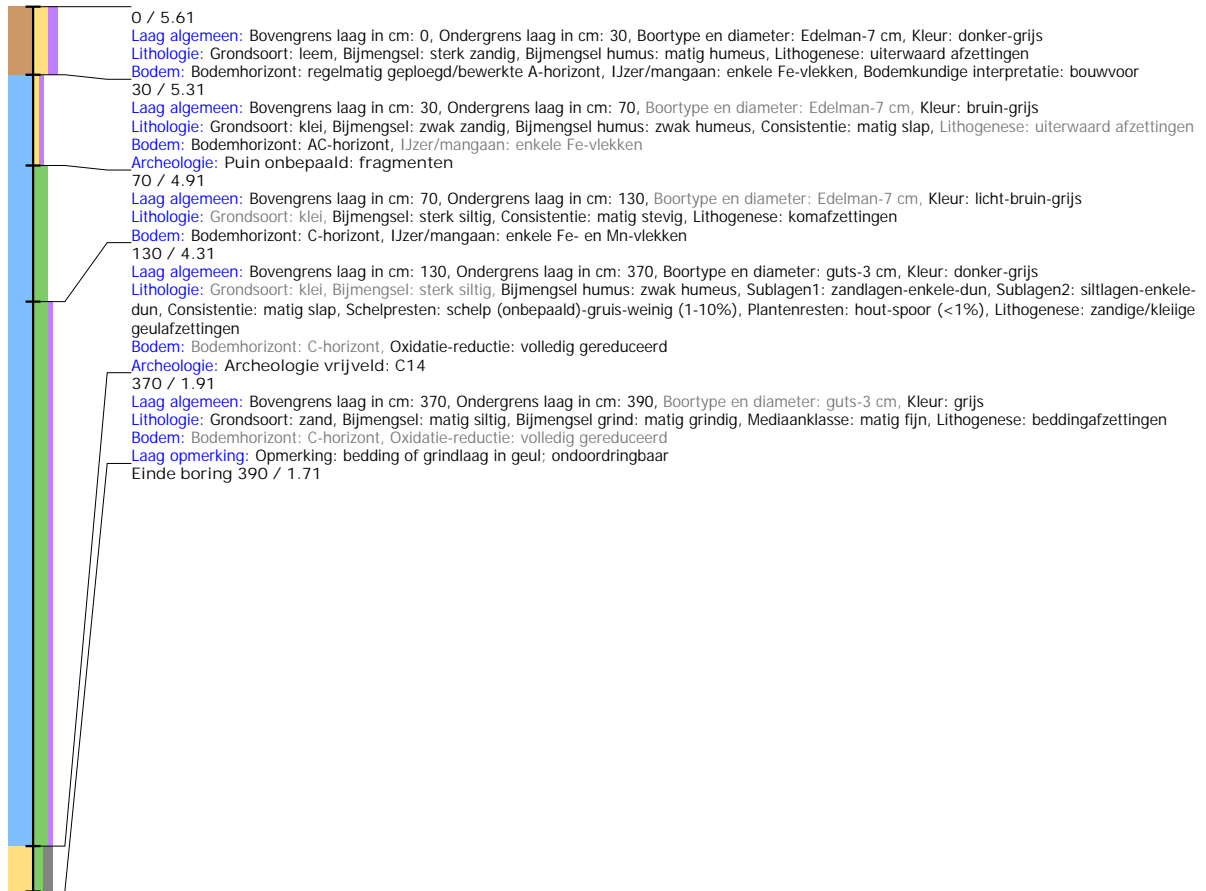 0 / 5.61
Laag algemeen: Bovengrens laag in cm: 0, Ondergrens laag in cm: 30, Boortype en diameter: Edelman-7 cm, Kleur: donker-grijs
Lithologie: Grondsoort: leem, Bijmengsel: sterk zandig, Bijmengsel humus: matig humeus, Lithogenese: uiterwaard afzettingen
Bodem: Bodemhorizont: regelmatig geploegd/bewerkte A-horizont, IJzer/mangaan: enkele Fe-vlekken, Bodemkundige interpretatie: bouwvoor
30 / 5.31
Laag algemeen: Bovengrens laag in cm: 30, Ondergrens laag in cm: 70, Boortype en diameter: Edelman-7 cm, Kleur: bruin-grijs
Lithologie: Grondsoort: klei, Bijmengsel: zwak zandig, Bijmengsel humus: zwak humeus, Consistentie: matig slap, Lithogenese: uiterwaard afzettingen
Bodem: Bodemhorizont: AC-horizont, IJzer/mangaan: enkele Fe-vlekken
Archeologie: Puin onbepaald: fragmenten
70 / 4.91
Laag algemeen: Bovengrens laag in cm: 70, Ondergrens laag in cm: 130, Boortype en diameter: Edelman-7 cm, Kleur: licht-bruin-grijs
Lithologie: Grondsoort: klei, Bijmengsel: sterk siltig, Consistentie: matig stevig, Lithogenese: komafzettingen
Bodem: Bodemhorizont: C-horizont, IJzer/mangaan: enkele Fe- en Mn-vlekken
130 / 4.31
Laag algemeen: Bovengrens laag in cm: 130, Ondergrens laag in cm: 370, Boortype en diameter: guts-3 cm, Kleur: donker-grijs
Lithologie: Grondsoort: klei, Bijmengsel: sterk siltig, Bijmengsel humus: zwak humeus, Sublagen1: zandlagen-enkele-dun, Sublagen2: siltlagen-enkele-
dun, Consistentie: matig slap, Schelpresten: schelp (onbepaald)-gruis-weinig (1-10%), Plantenresten: hout-spoor (<1%), Lithogenese: zandige/kleiige
geulafzettingen
Bodem: Bodemhorizont: C-horizont, Oxidatie-reductie: volledig gereduceerd
Archeologie: Archeologie vrijveld: C14
370 / 1.91
Laag algemeen: Bovengrens laag in cm: 370, Ondergrens laag in cm: 390, Boortype en diameter: guts-3 cm, Kleur: grijs
Lithologie: Grondsoort: zand, Bijmengsel: matig siltig, Bijmengsel grind: matig grindig, Mediaanklasse: matig fijn, Lithogenese: beddingafzettingen
Bodem: Bodemhorizont: C-horizont, Oxidatie-reductie: volledig gereduceerd
Laag opmerking: Opmerking: bedding of grindlaag in geul; ondoordringbaar
Einde boring 390 / 1.71